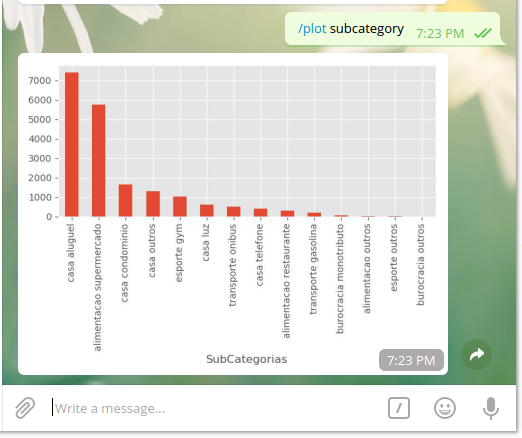 /plot subcategory 7:23 PM
7000
6000
5000
4000
3000
2000
1000
0
casa aluguel
alimentacao supermercado
casa condominio
casa outros
esporte gym
casa luz
transporte onibus
casa telefone
alimentacao restaurante
transporte gasolina
burocracia monotributo
alimentacao outros
esporte outros
burocracia outros
SubCategorias
7:23 PM
Write a message...